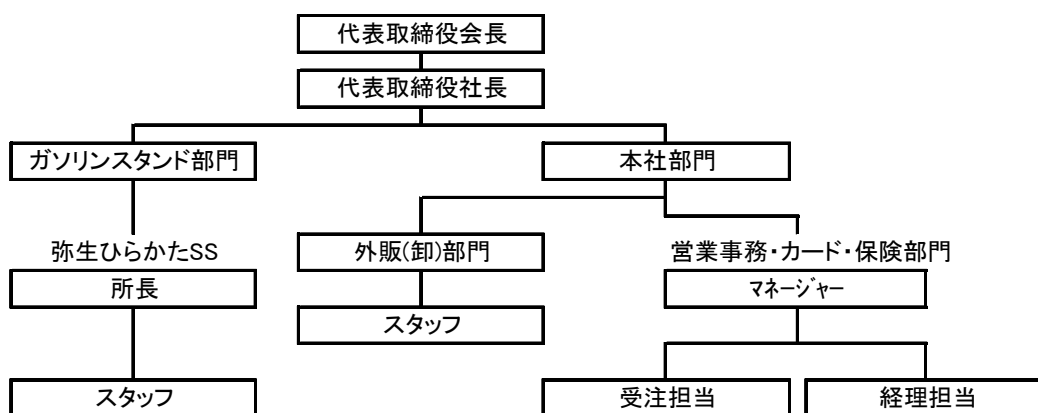 代表取締役会長
代表取締役社長
ガソリンスタンド部門
本社部門
弥生ひらかたSS
外販(卸)部門
営業事務・カード・保険部門
所長
マネージャー
スタッフ
スタッフ
受注担当
経理担当